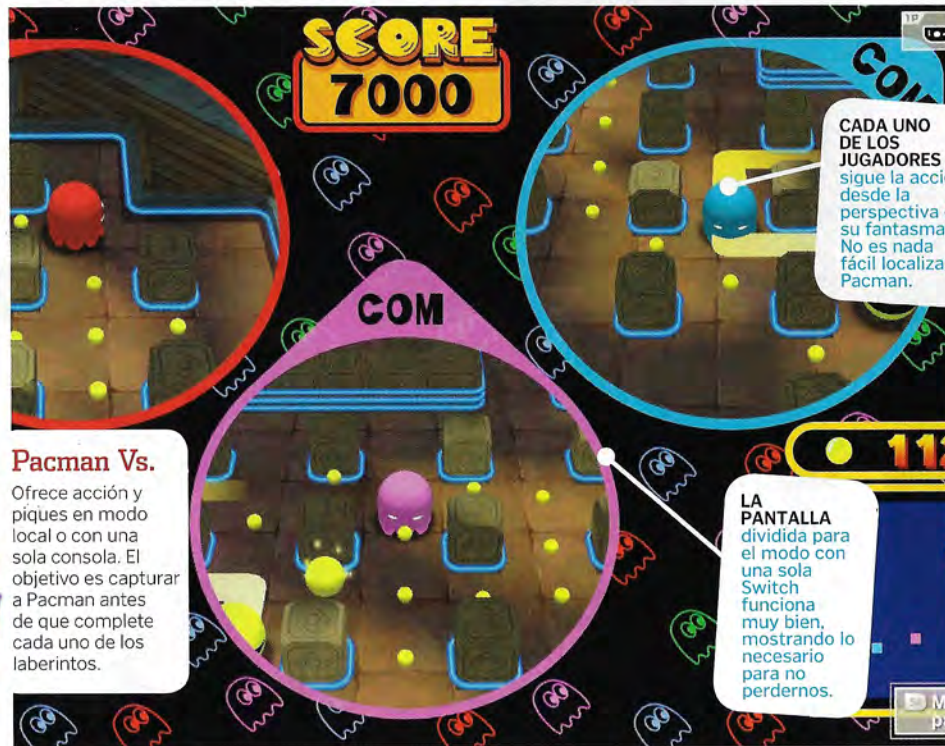 SCORE
7000
1P
COM
CADA UNO
DE LOS
JUGADORES
sigue la acci
desde la
perspectiva
su fantasma
No es nada
fácil localiza
Pacman.
COM
Pacman Vs.
Ofrece acción y
piques en modo
local o con una
sola consola. El
objetivo es capturar
a Pacman antes
de que complete
cada uno de los
laberintos.
112
LA
PANTALLA
dividida para
el modo con
una sola
Switch
funciona
muy bien,
mostrando lo
necesario
para no
perdernos.